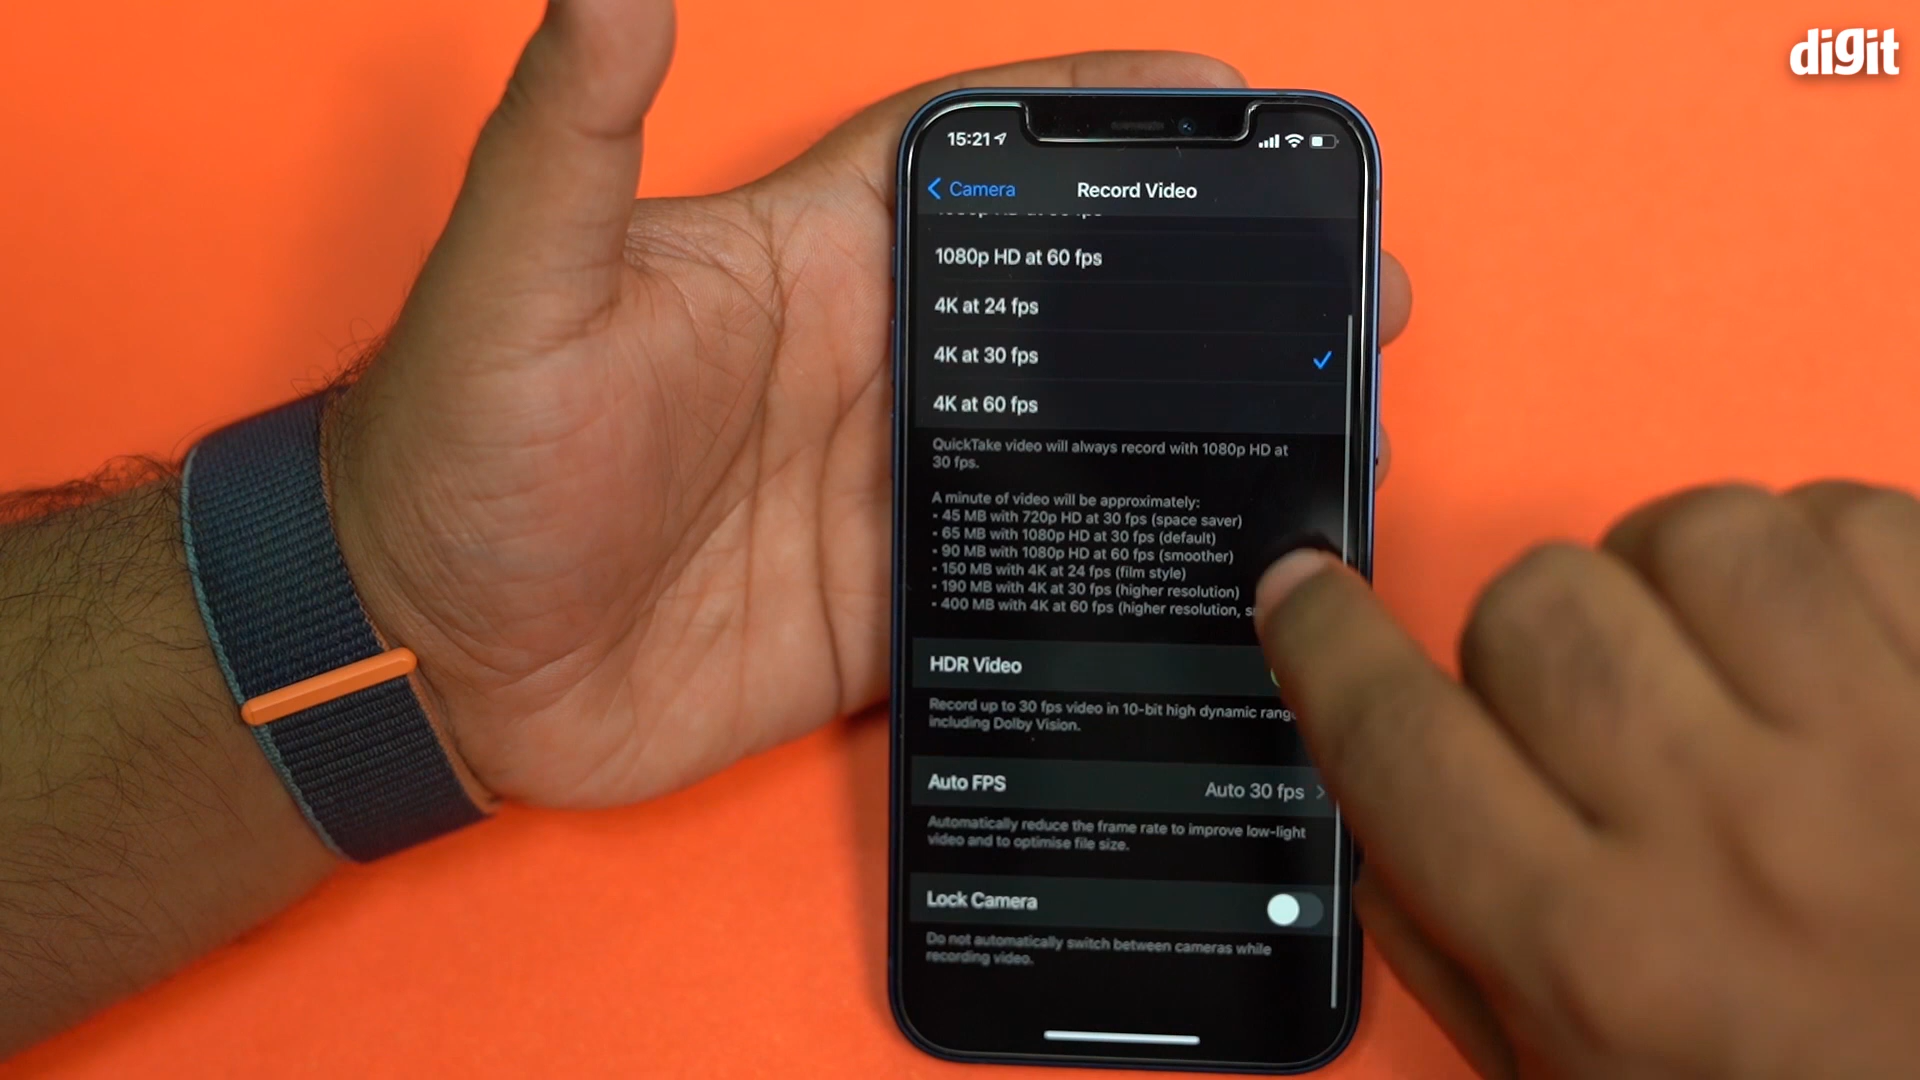 digit
15:21
Camera
Record Video
1080p HD at 60 fps
4K at 24 fps
4K at 30 fps
4K at 60 fps
QuickTake video will always record with 1080p HD at
30 fps.
A minute of video will be approximately:
• 45 MB with 720p HD at 30 fps (space saver)
• 65 MB with 1080p HD at 30 fps (default)
• 90 MB with 1080p HD at 60 fps (smoother)
• 150 MB with 4K at 24 fps (film style)
• 190 MB with 4K at 30 fps (higher resolution)
• 400 MB with 4K at 60 fps (higher resolution,
HDR Video
Record up to 30 fps video in 10-bit high dynamic range
including Dolby Vision.
Auto FPS
Auto 30 fps
Automatically reduce the frame rate to improve low-light
video and to optimise file size.
Lock Camera
Do not automatically switch between cameras while
recording video.